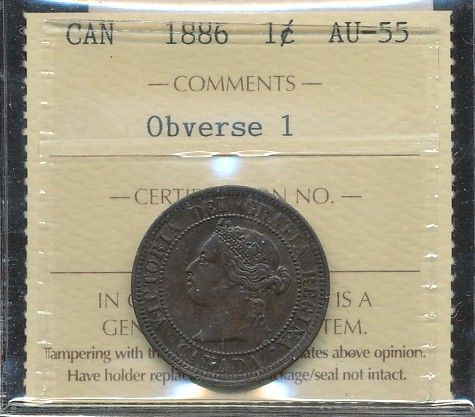 CAN 1886 1¢ AU-55
— COMMENTS —
Obverse 1
— CERTI ON NO. —
IN IS A
GEN TEM.
Tampering with th ates above opinion.
Have holder repla kage/seal not intact.
VICTORIA DEI GRATIA REGINA
CANADA